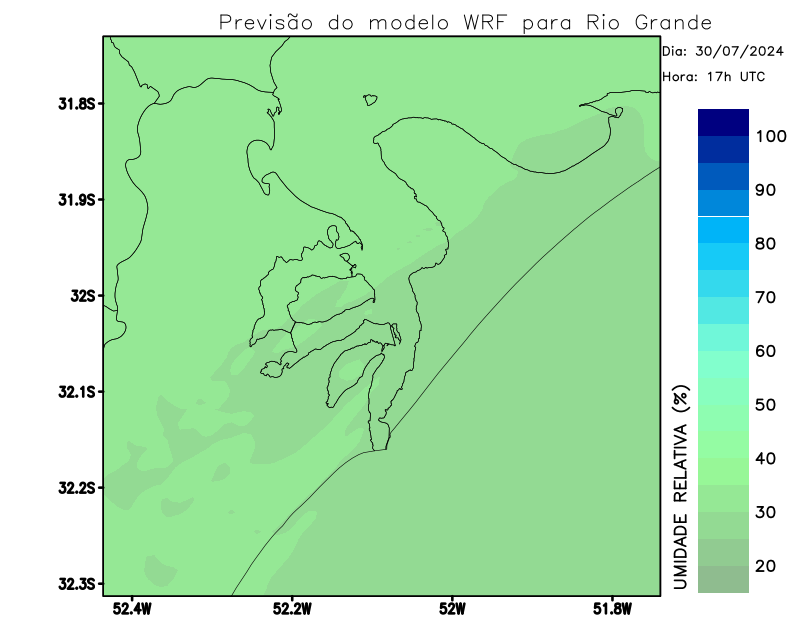 Previsão do modelo WRF para Rio Grande
Dia: 30/07/2024
Hora: 17h UTC
31.8S
31.9S
32S
32.1S
32.2S
32.3S
52.4W
52.2W
52W
51.8W
UMIDADE RELATIVA (%)
100
90
80
70
60
50
40
30
20